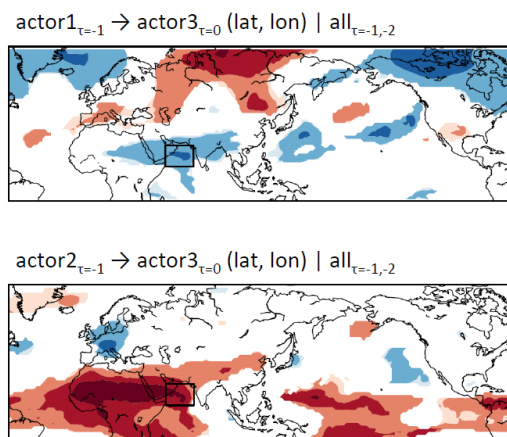 actor1τ=-1 → actor3τ=0 (lat, lon) | allτ=-1,-2
actor2τ=-1 → actor3τ=0 (lat, lon) | allτ=-1,-2